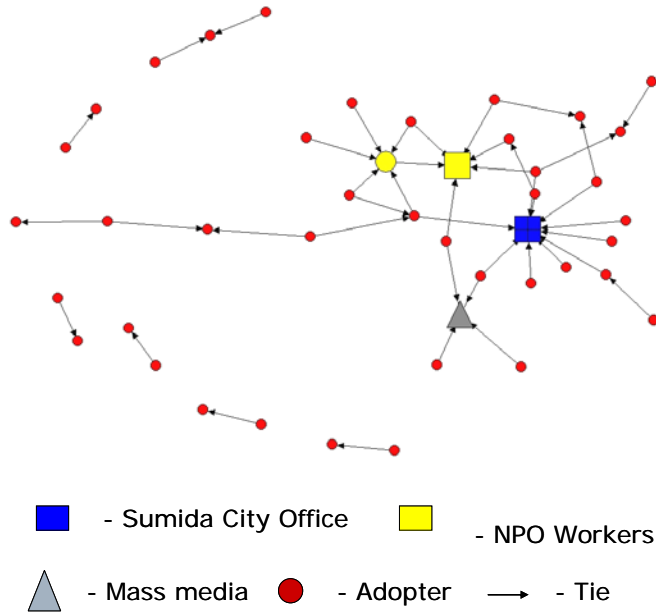 - Sumida City Office
- NPO Workers
- Mass media
- Adopter
- Tie